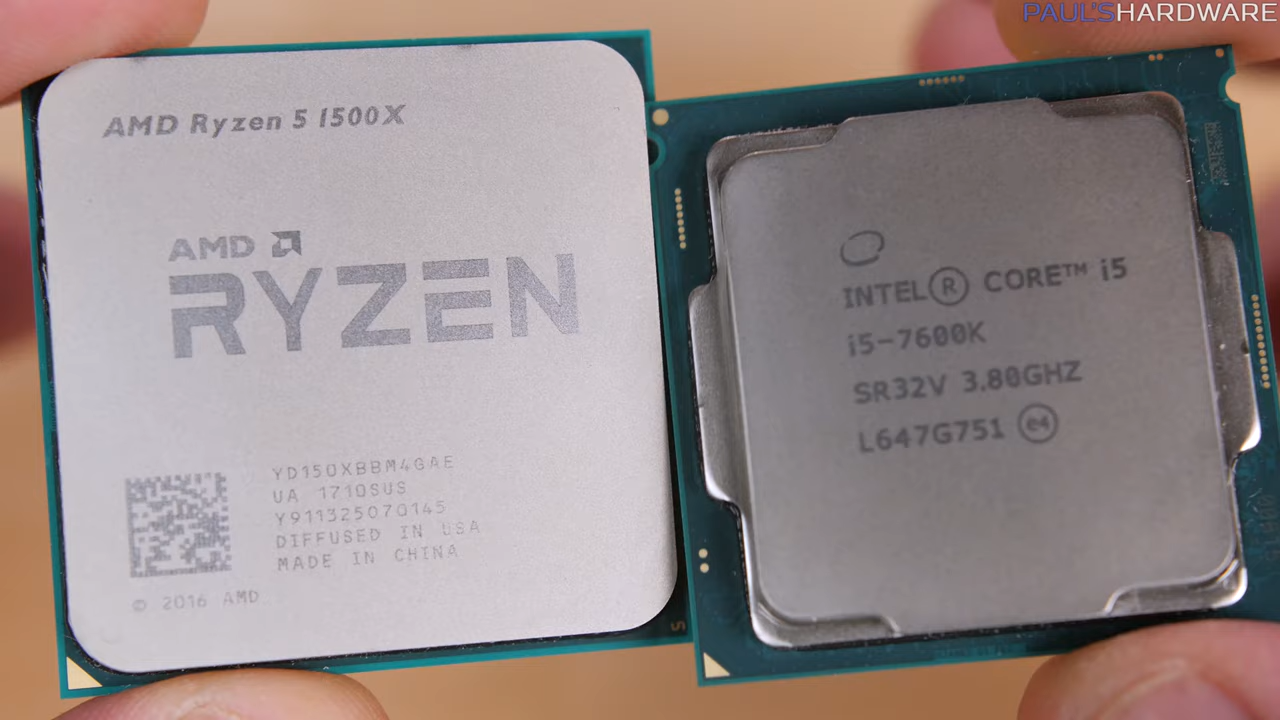 PAUL'SHARDWARE
AMD Ryzen 5 1500X
AMD
RYZEN
YD150XBBM4GAE
UA 1710SUS
Y911325070145
DIFFUSED IN USA
MADE IN CHINA
© 2016 AMD
INTEL® CORE™ i5
i5-7600K
SR32V 3.80GHZ
L647G751 e4